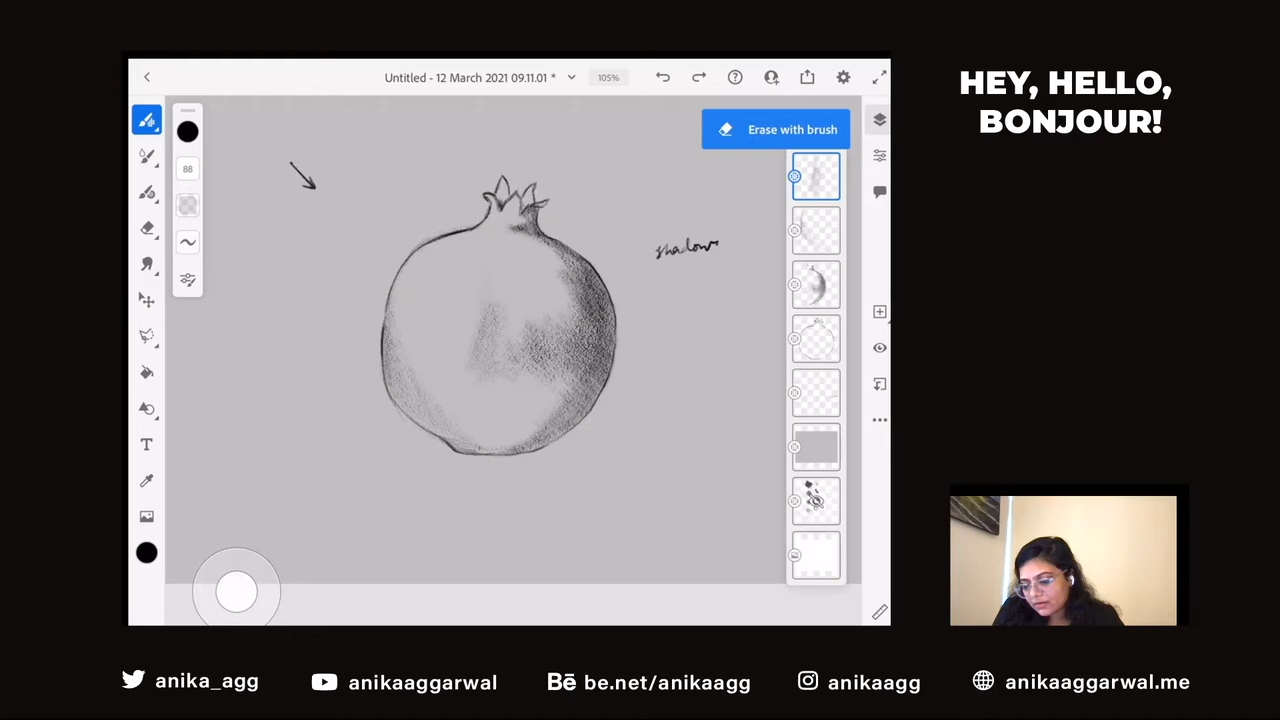 HEY, HELLO,
BONJOUR!
Untitled - 12 March 2021 09.11.01 *
105%
Erase with brush
88
shadow
T
anika_agg
anikaaggarwal
Bē be.net/anikaagg
anikaagg
anikaaggarwal.me